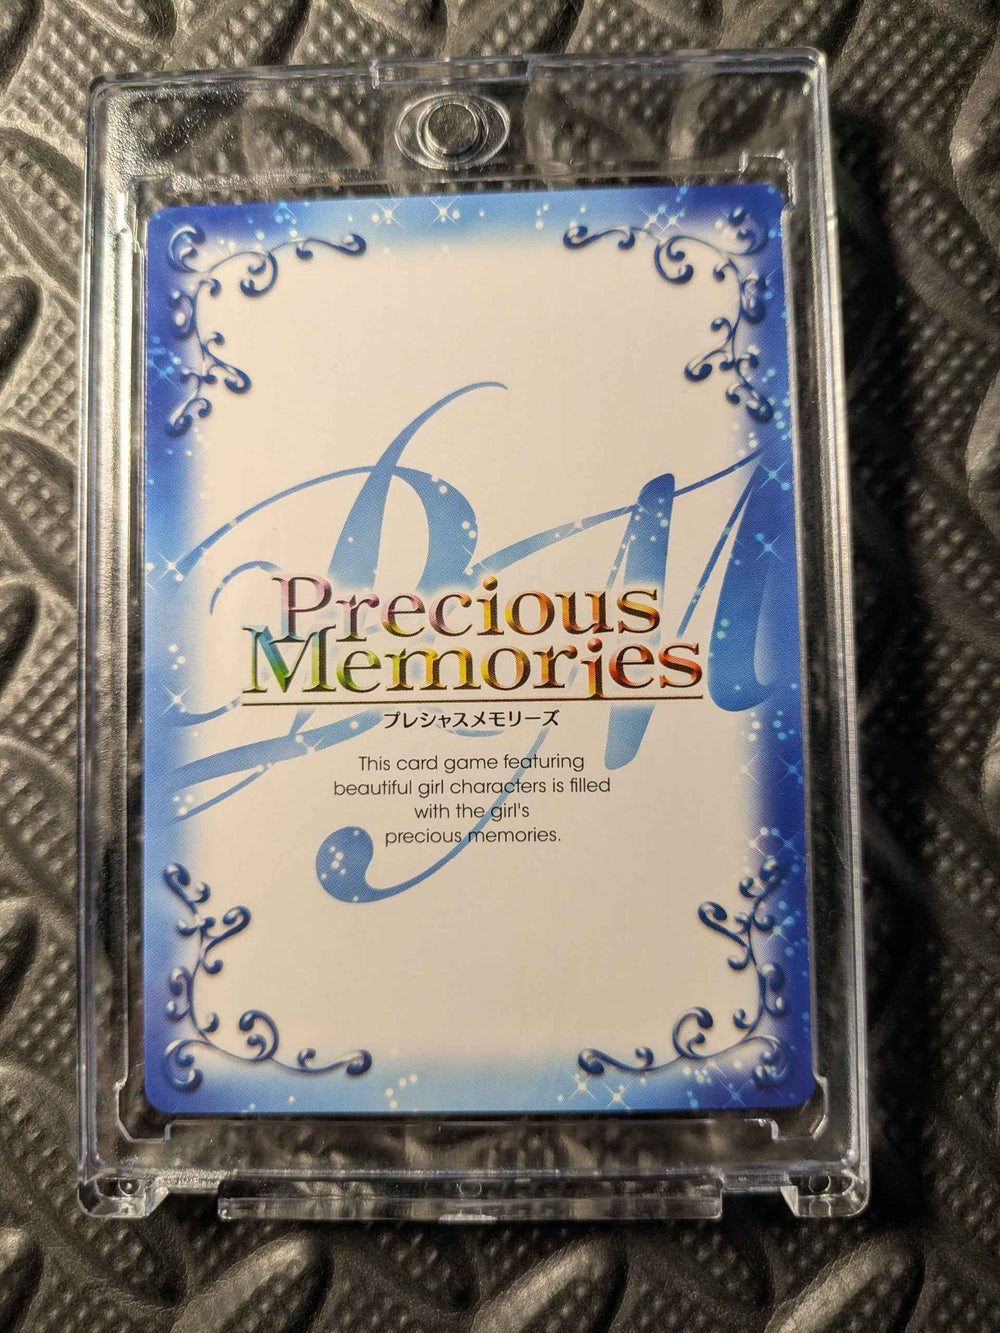 Precious
Memories
プレシャスメモリーズ
This card game featuring
beautiful girl characters is filled
with the girl's
precious memories.